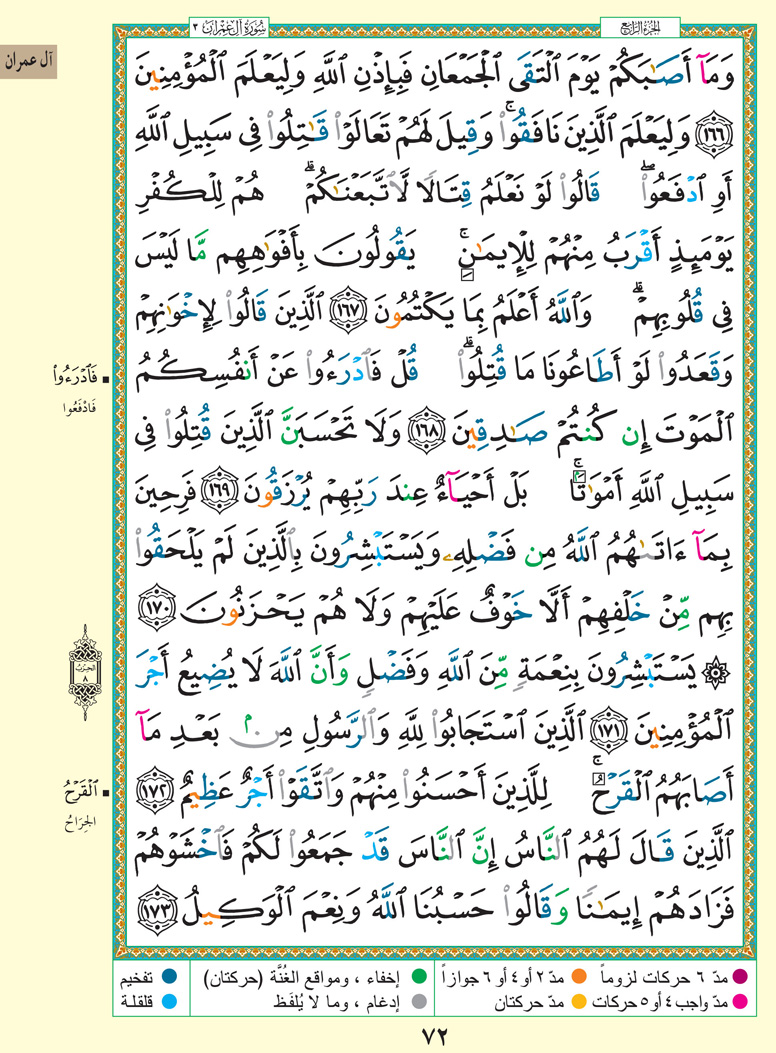 الجزء الرابع
سورة آل عمران ٣
آل عمران
وَمَآ أَصَٰبَكُمْ يَوْمَ ٱلْتَقَى ٱلْجَمْعَانِ فَبِإِذْنِ ٱللَّهِ وَلِيَعْلَمَ ٱلْمُؤْمِنِينَ
١٦٦ وَلِيَعْلَمَ ٱلَّذِينَ نَافَقُوا۟ۚ وَقِيلَ لَهُمْ تَعَالَوْا۟ قَٰتِلُوا۟ فِى سَبِيلِ ٱللَّهِ
أَوِ ٱدْفَعُوا۟ۖ قَالُوا۟ لَوْ نَعْلَمُ قِتَالًا لَّٱتَّبَعْنَٰكُمْۗ هُمْ لِلْكُفْرِ
يَوْمَئِذٍ أَقْرَبُ مِنْهُمْ لِلْإِيمَٰنِۚ يَقُولُونَ بِأَفْوَٰهِهِم مَّا لَيْسَ
فِى قُلُوبِهِمْۗ وَٱللَّهُ أَعْلَمُ بِمَا يَكْتُمُونَ ١٦٧ ٱلَّذِينَ قَالُوا۟ لِإِخْوَٰنِهِمْ
وَقَعَدُوا۟ لَوْ أَطَاعُونَا مَا قُتِلُوا۟ۗ قُلْ فَٱدْرَءُوا۟ عَنْ أَنفُسِكُمُ
ٱلْمَوْتَ إِن كُنتُمْ صَٰدِقِينَ ١٦٨ وَلَا تَحْسَبَنَّ ٱلَّذِينَ قُتِلُوا۟ فِى
سَبِيلِ ٱللَّهِ أَمْوَٰتًۢاۚ بَلْ أَحْيَآءٌ عِندَ رَبِّهِمْ يُرْزَقُونَ ١٦٩ فَرِحِينَ
بِمَآ ءَاتَىٰهُمُ ٱللَّهُ مِن فَضْلِهِۦ وَيَسْتَبْشِرُونَ بِٱلَّذِينَ لَمْ يَلْحَقُوا۟
بِهِم مِّنْ خَلْفِهِمْ أَلَّا خَوْفٌ عَلَيْهِمْ وَلَا هُمْ يَحْزَنُونَ ١٧٠
۞ يَسْتَبْشِرُونَ بِنِعْمَةٍ مِّنَ ٱللَّهِ وَفَضْلٍ وَأَنَّ ٱللَّهَ لَا يُضِيعُ أَجْرَ
ٱلْمُؤْمِنِينَ ١٧١ ٱلَّذِينَ ٱسْتَجَابُوا۟ لِلَّهِ وَٱلرَّسُولِ مِنۢ بَعْدِ مَآ
أَصَابَهُمُ ٱلْقَرْحُۚ لِلَّذِينَ أَحْسَنُوا۟ مِنْهُمْ وَٱتَّقَوْا۟ أَجْرٌ عَظِيمٌ ١٧٢
ٱلَّذِينَ قَالَ لَهُمُ ٱلنَّاسُ إِنَّ ٱلنَّاسَ قَدْ جَمَعُوا۟ لَكُمْ فَٱخْشَوْهُمْ
فَزَادَهُمْ إِيمَٰنًا وَقَالُوا۟ حَسْبُنَا ٱللَّهُ وَنِعْمَ ٱلْوَكِيلُ ١٧٣
فَٱدْرَءُوا۟
فَادْفَعُوا
الحزب
٨
ٱلْقَرْحُ
الجِرَاحُ
مدّ ٦ حركات لزوماً مدّ ٢ أو ٤ أو ٦ جوازاً إخفاء ، ومواقع الغُنَّة (حركتان) تفخيم
مدّ واجب ٤ أو ٥ حركات مدّ حركتان إدغام ، وما لا يُلفَظ قلقلة
٧٢